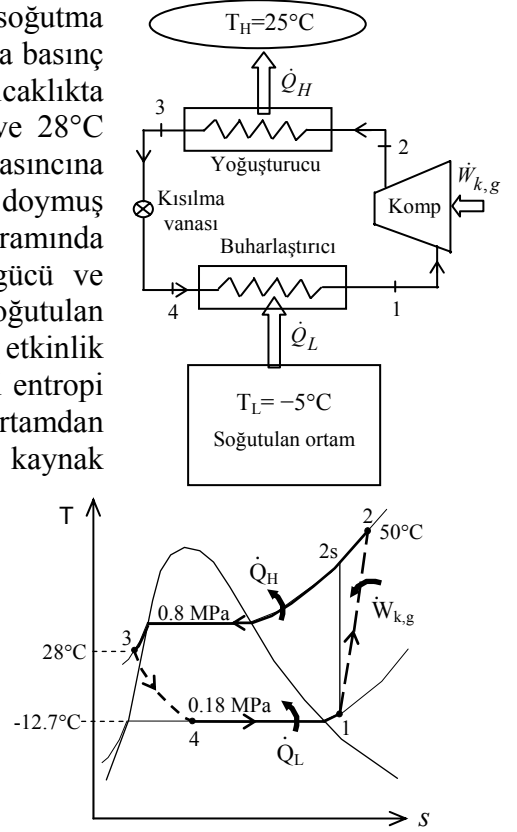 soğutma
a basınç
caklıkta
ve 28°C
asıncına
doymuş
ramında
gücü ve
oğutulan
etkinlik
entropi
rtamdan
kaynak
T_H=25°C
Q̇_H
3
2
Yoğuşturucu
Kısılma
vanası
Komp
Ẇ_k,g
Buharlaştırıcı
4
1
Q̇_L
T_L= −5°C
Soğutulan ortam
T
2
50°C
2s
Q̇_H
Ẇ_k,g
0.8 MPa
3
28°C
0.18 MPa
-12.7°C
4
1
Q̇_L
s